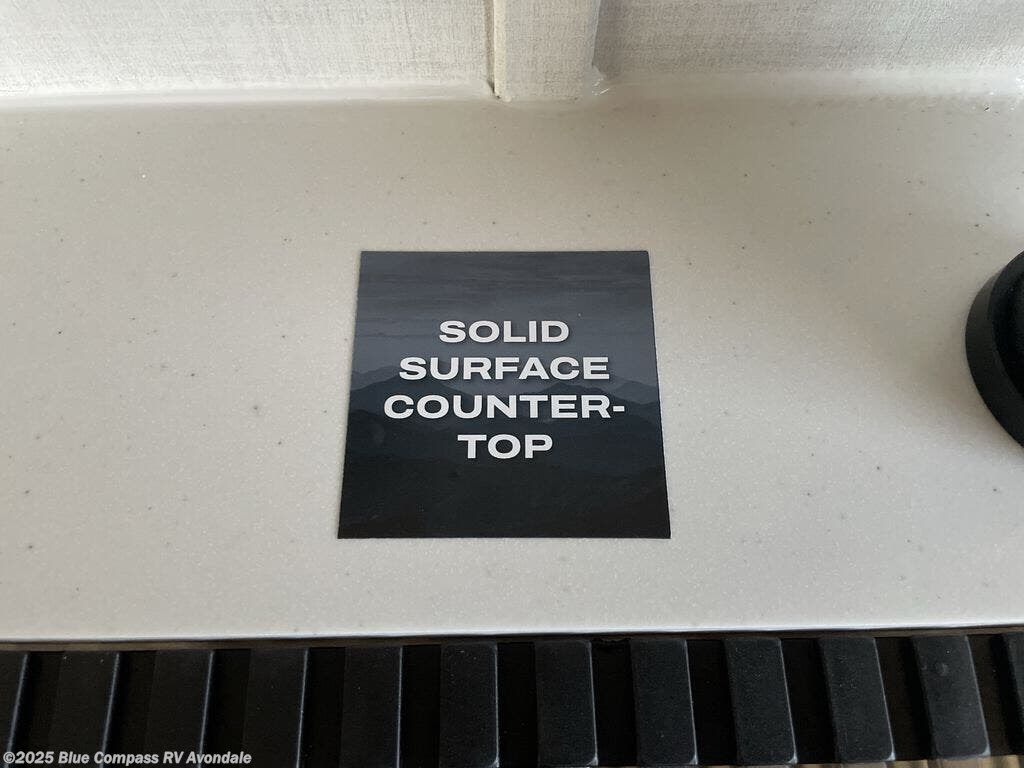 SOLID
SURFACE
COUNTER-
TOP
©2025 Blue Compass RV Avondale